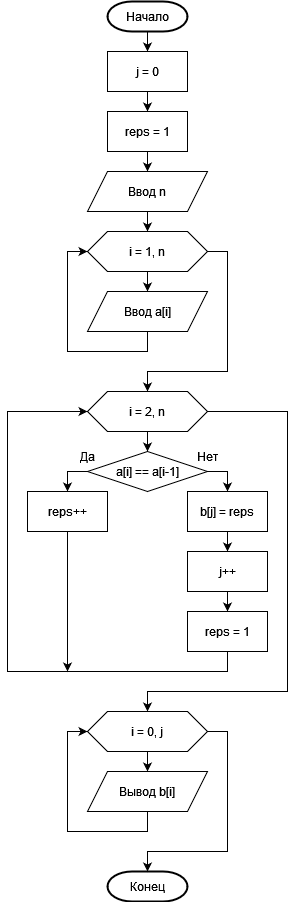 Начало
j = 0
reps = 1
Ввод n
i = 1, n
Ввод a[i]
i = 2, n
Да
Нет
a[i] == a[i-1]
reps++
b[j] = reps
j++
reps = 1
i = 0, j
Вывод b[i]
Конец